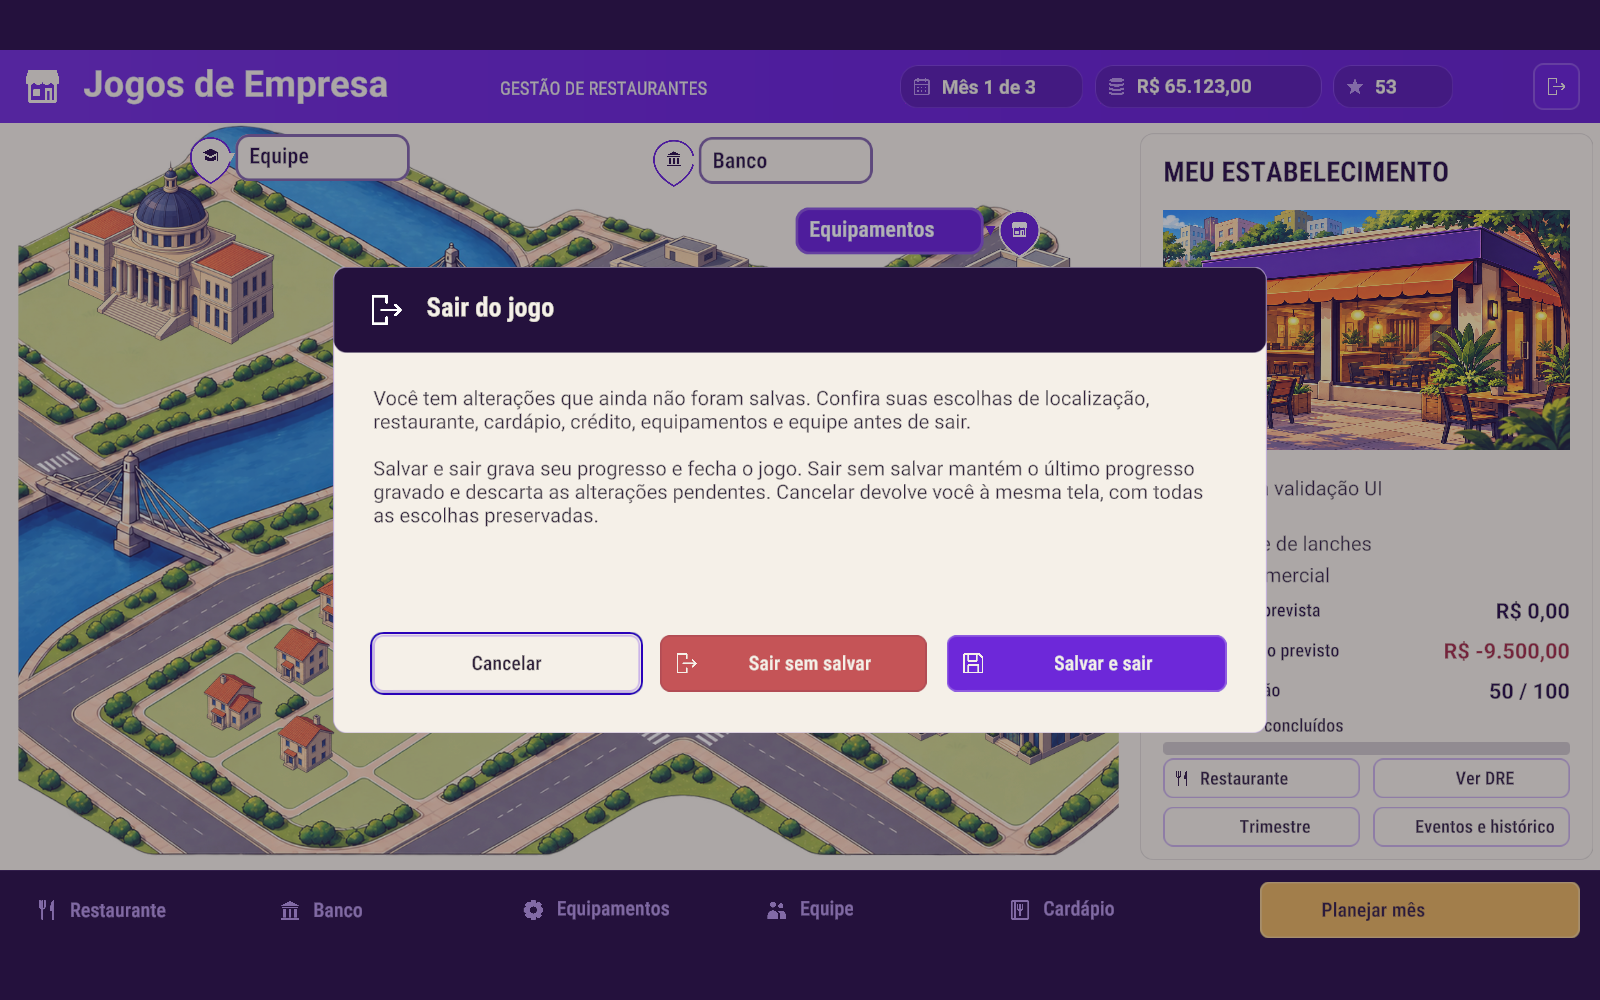 Jogos de Empresa
GESTÃO DE RESTAURANTES
Mês 1 de 3
R$ 65.123,00
53
Equipe
Banco
Equipamentos
MEU ESTABELECIMENTO
Sair do jogo
Você tem alterações que ainda não foram salvas. Confira suas escolhas de localização,
restaurante, cardápio, crédito, equipamentos e equipe antes de sair.
Salvar e sair grava seu progresso e fecha o jogo. Sair sem salvar mantém o último progresso
gravado e descarta as alterações pendentes. Cancelar devolve você à mesma tela, com todas
as escolhas preservadas.
Cancelar
Sair sem salvar
Salvar e sair
validação UI
de lanches
R$ 0,00
previsto R$ -9.500,00
50 / 100
concluídos
Restaurante
Ver DRE
Trimestre
Eventos e histórico
Restaurante
Banco
Equipamentos
Equipe
Cardápio
Planejar mês